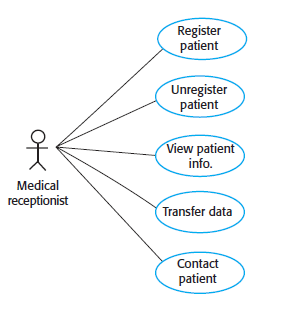 Register
patient
Unregister
patient
View patient
info.
Medical
receptionist
Transfer data
Contact
patient